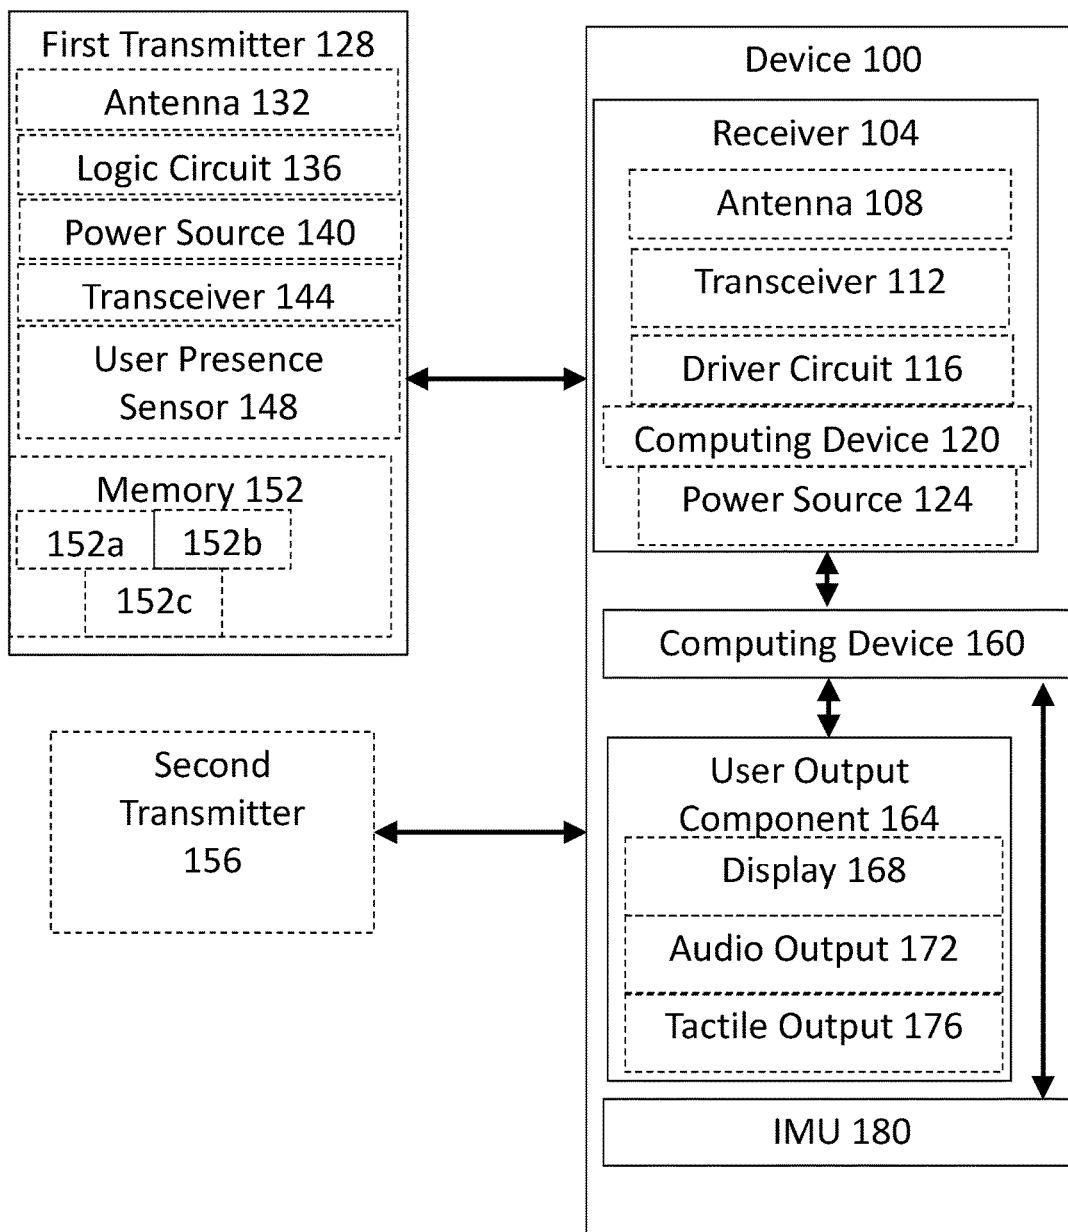 First Transmitter 128
Antenna 132
Logic Circuit 136
Power Source 140
Transceiver 144
User Presence
Sensor 148
Memory 152
152a
152b
152c
Second
Transmitter
156
Device 100
Receiver 104
Antenna 108
Transceiver 112
Driver Circuit 116
Computing Device 120
Power Source 124
Computing Device 160
User Output
Component 164
Display 168
Audio Output 172
Tactile Output 176
IMU 180